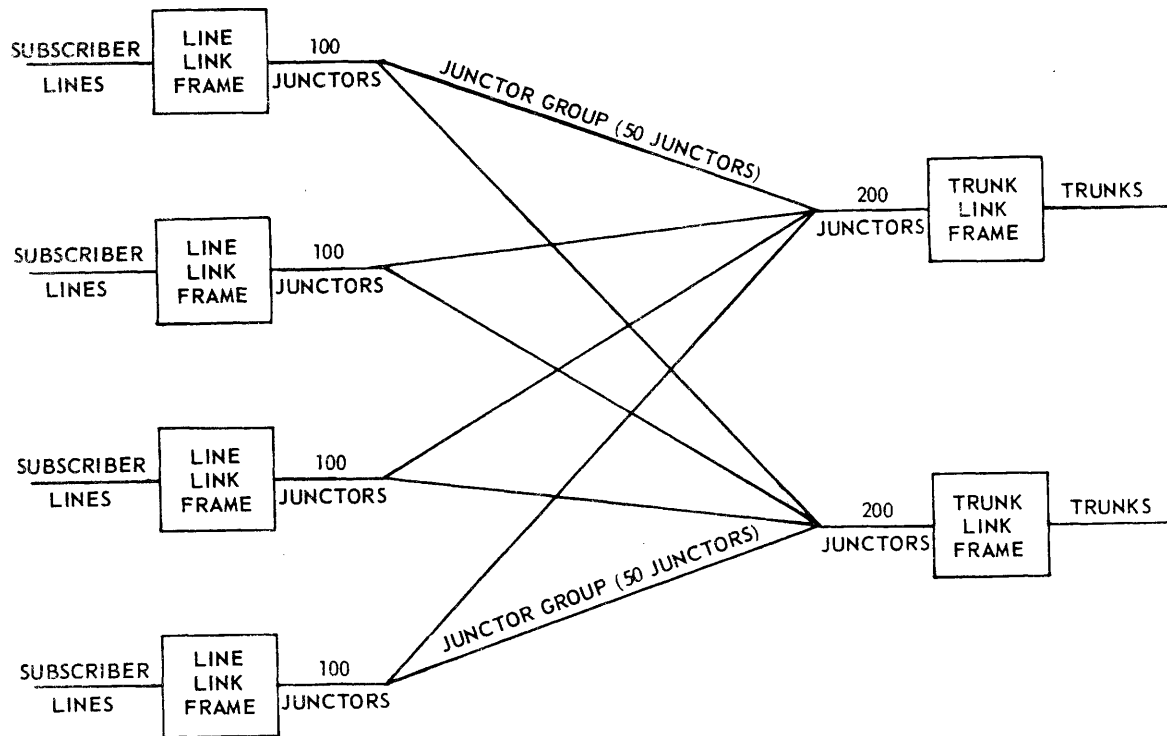 SUBSCRIBER
LINES
LINE
LINK
FRAME
100
JUNCTORS
JUNCTOR GROUP (50 JUNCTORS)
SUBSCRIBER
LINES
LINE
LINK
FRAME
100
JUNCTORS
200
JUNCTORS
TRUNK
LINK
FRAME
TRUNKS
SUBSCRIBER
LINES
LINE
LINK
FRAME
100
JUNCTORS
200
JUNCTORS
TRUNK
LINK
FRAME
TRUNKS
JUNCTOR GROUP (50 JUNCTORS)
SUBSCRIBER
LINES
LINE
LINK
FRAME
100
JUNCTORS